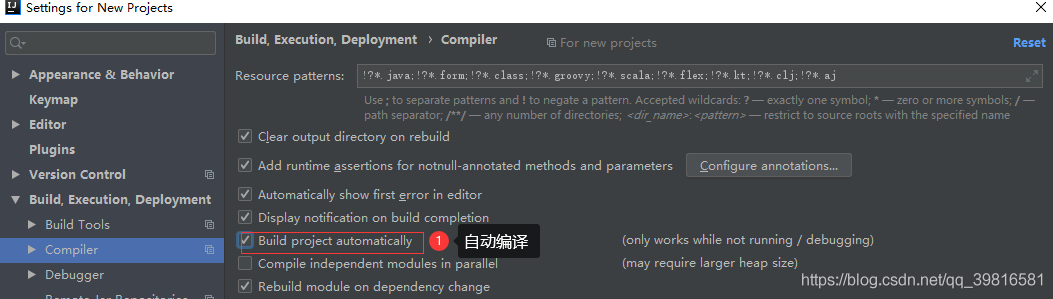 Settings for New Projects
Build, Execution, Deployment › Compiler
For new projects
Reset
Appearance & Behavior
Keymap
Editor
Plugins
Version Control
Build, Execution, Deployment
Build Tools
Compiler
Debugger
Remote Jar Repositories
Resource patterns: !?*.java;!?*.form;!?*.class;!?*.groovy;!?*.scala;!?*.flex;!?*.kt;!?*.clj;!?*.aj
Use ; to separate patterns and ! to negate a pattern. Accepted wildcards: ? — exactly one symbol; * — zero or more symbols; / —
path separator; /**/ — any number of directories; <dir_name>:<pattern> — restrict to source roots with the specified name
Clear output directory on rebuild
Add runtime assertions for notnull-annotated methods and parameters
Configure annotations...
Automatically show first error in editor
Display notification on build completion
Build project automatically
1
自动编译
(only works while not running / debugging)
Compile independent modules in parallel
(may require larger heap size)
Rebuild module on dependency change
https://blog.csdn.net/qq_39816581